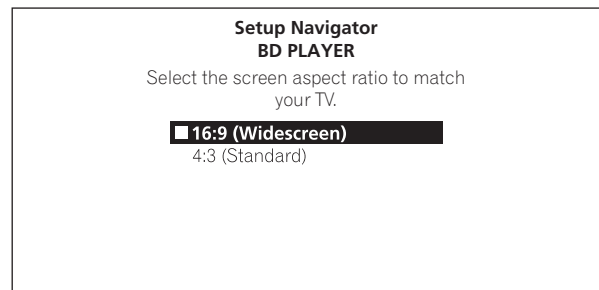 Setup Navigator
BD PLAYER
Select the screen aspect ratio to match
your TV.
16:9 (Widescreen)
4:3 (Standard)